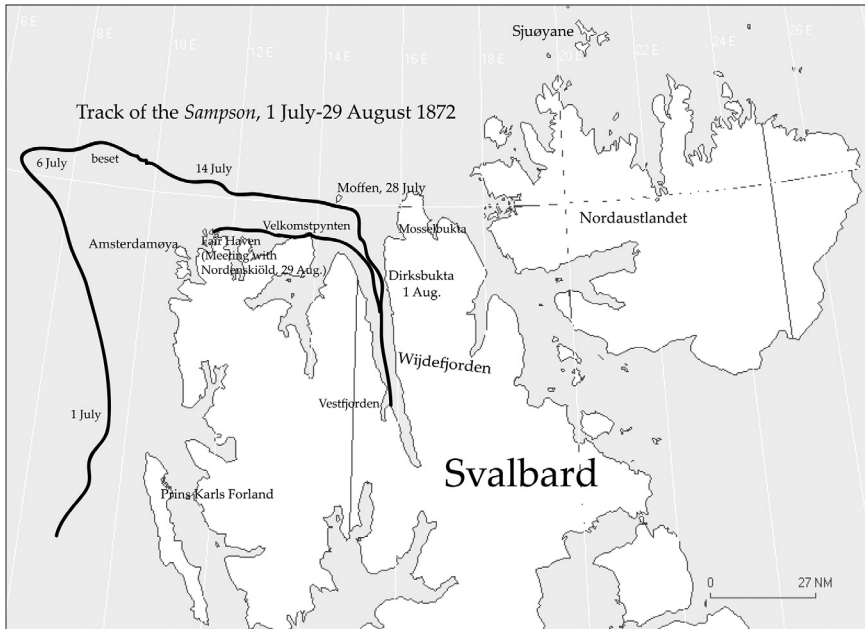 6 E
8 E
10 E
12 E
14 E
16 E
18 E
20 E
22 E
24 E
26 E
Sjuøyane
Track of the Sampson, 1 July-29 August 1872
6 July
beset
14 July
Moffen, 28 July
Velkomstpynten
Mosselbukta
Nordaustlandet
Amsterdamøya
Fair Haven
(Meeting with
Nordenskiöld, 29 Aug.)
Dirksbukta
1 Aug.
Wijdefjorden
1 July
Vestfjorden
Svalbard
Prins Karls Forland
0
27 NM